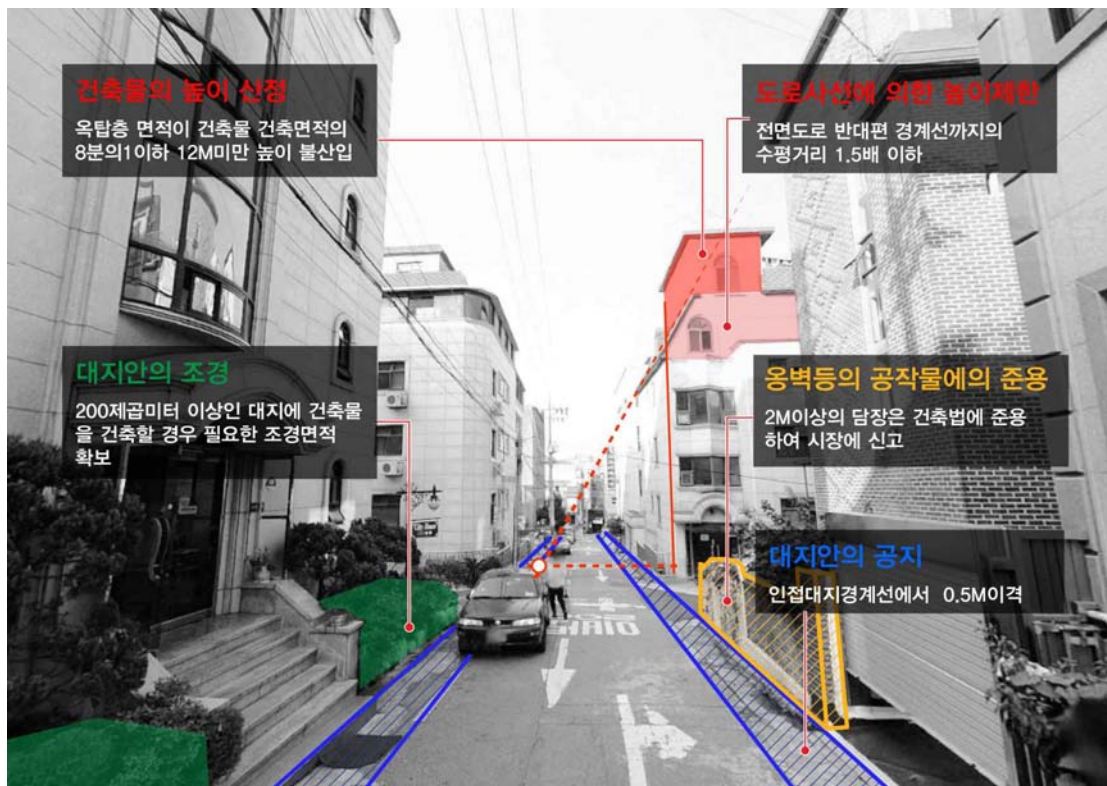 건축물의 높이 산정
옥탑층 면적이 건축물 건축면적의
8분의1이하 12M미만 높이 불산입
도로사선에 의한 높이제한
전면도로 반대편 경계선까지의
수평거리 1.5배 이하
대지안의 조경
200제곱미터 이상인 대지에 건축물
을 건축할 경우 필요한 조경면적
확보
옹벽등의 공작물에의 준용
2M이상의 담장은 건축법에 준용
하여 시장에 신고
대지안의 공지
인접대지경계선에서 0.5M이격